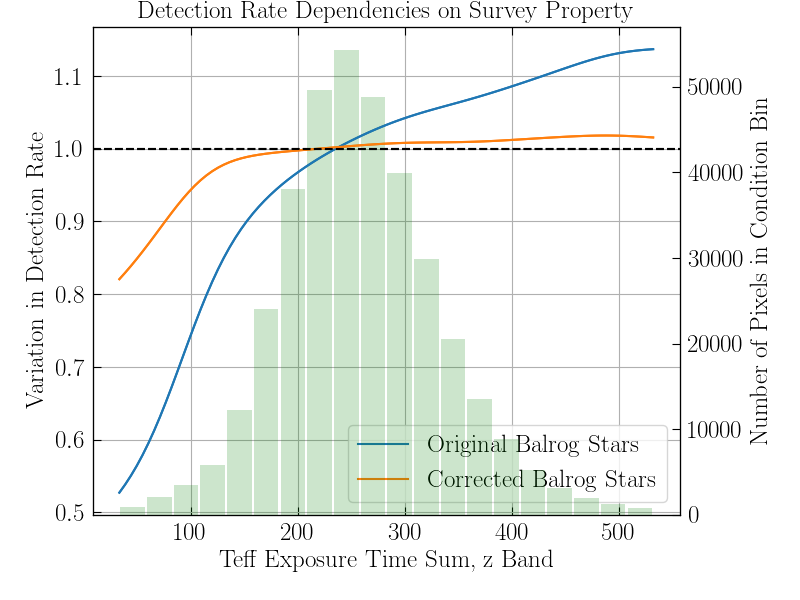 Detection Rate Dependencies on Survey Property
Variation in Detection Rate
1.1
1.0
0.9
0.8
0.7
0.6
0.5
50000
40000
30000
20000
10000
0
Number of Pixels in Condition Bin
Original Balrog Stars
Corrected Balrog Stars
100 200 300 400 500
Teff Exposure Time Sum, z Band